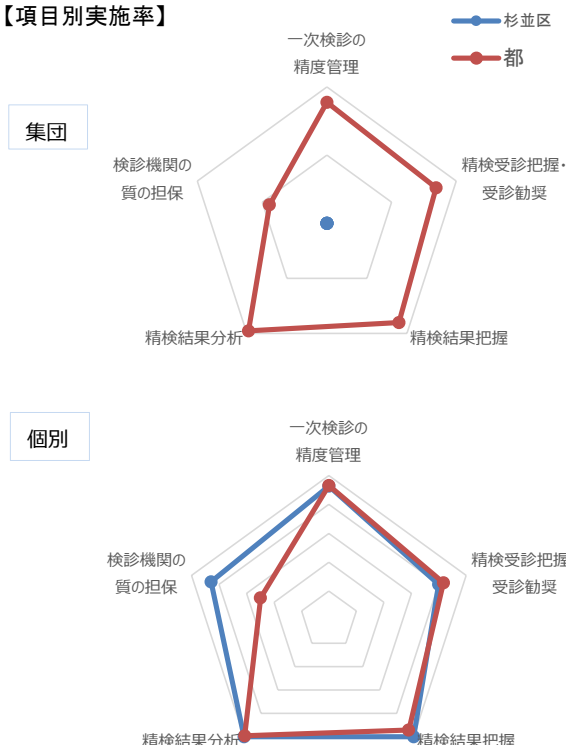 【項目別実施率】
杉並区
都
集団
一次検診の
精度管理
精検受診把握・
受診勧奨
精検結果把握
精検結果分析
検診機関の
質の担保
個別
一次検診の
精度管理
精検受診把握
受診勧奨
精検結果把握
精検結果分析
検診機関の
質の担保